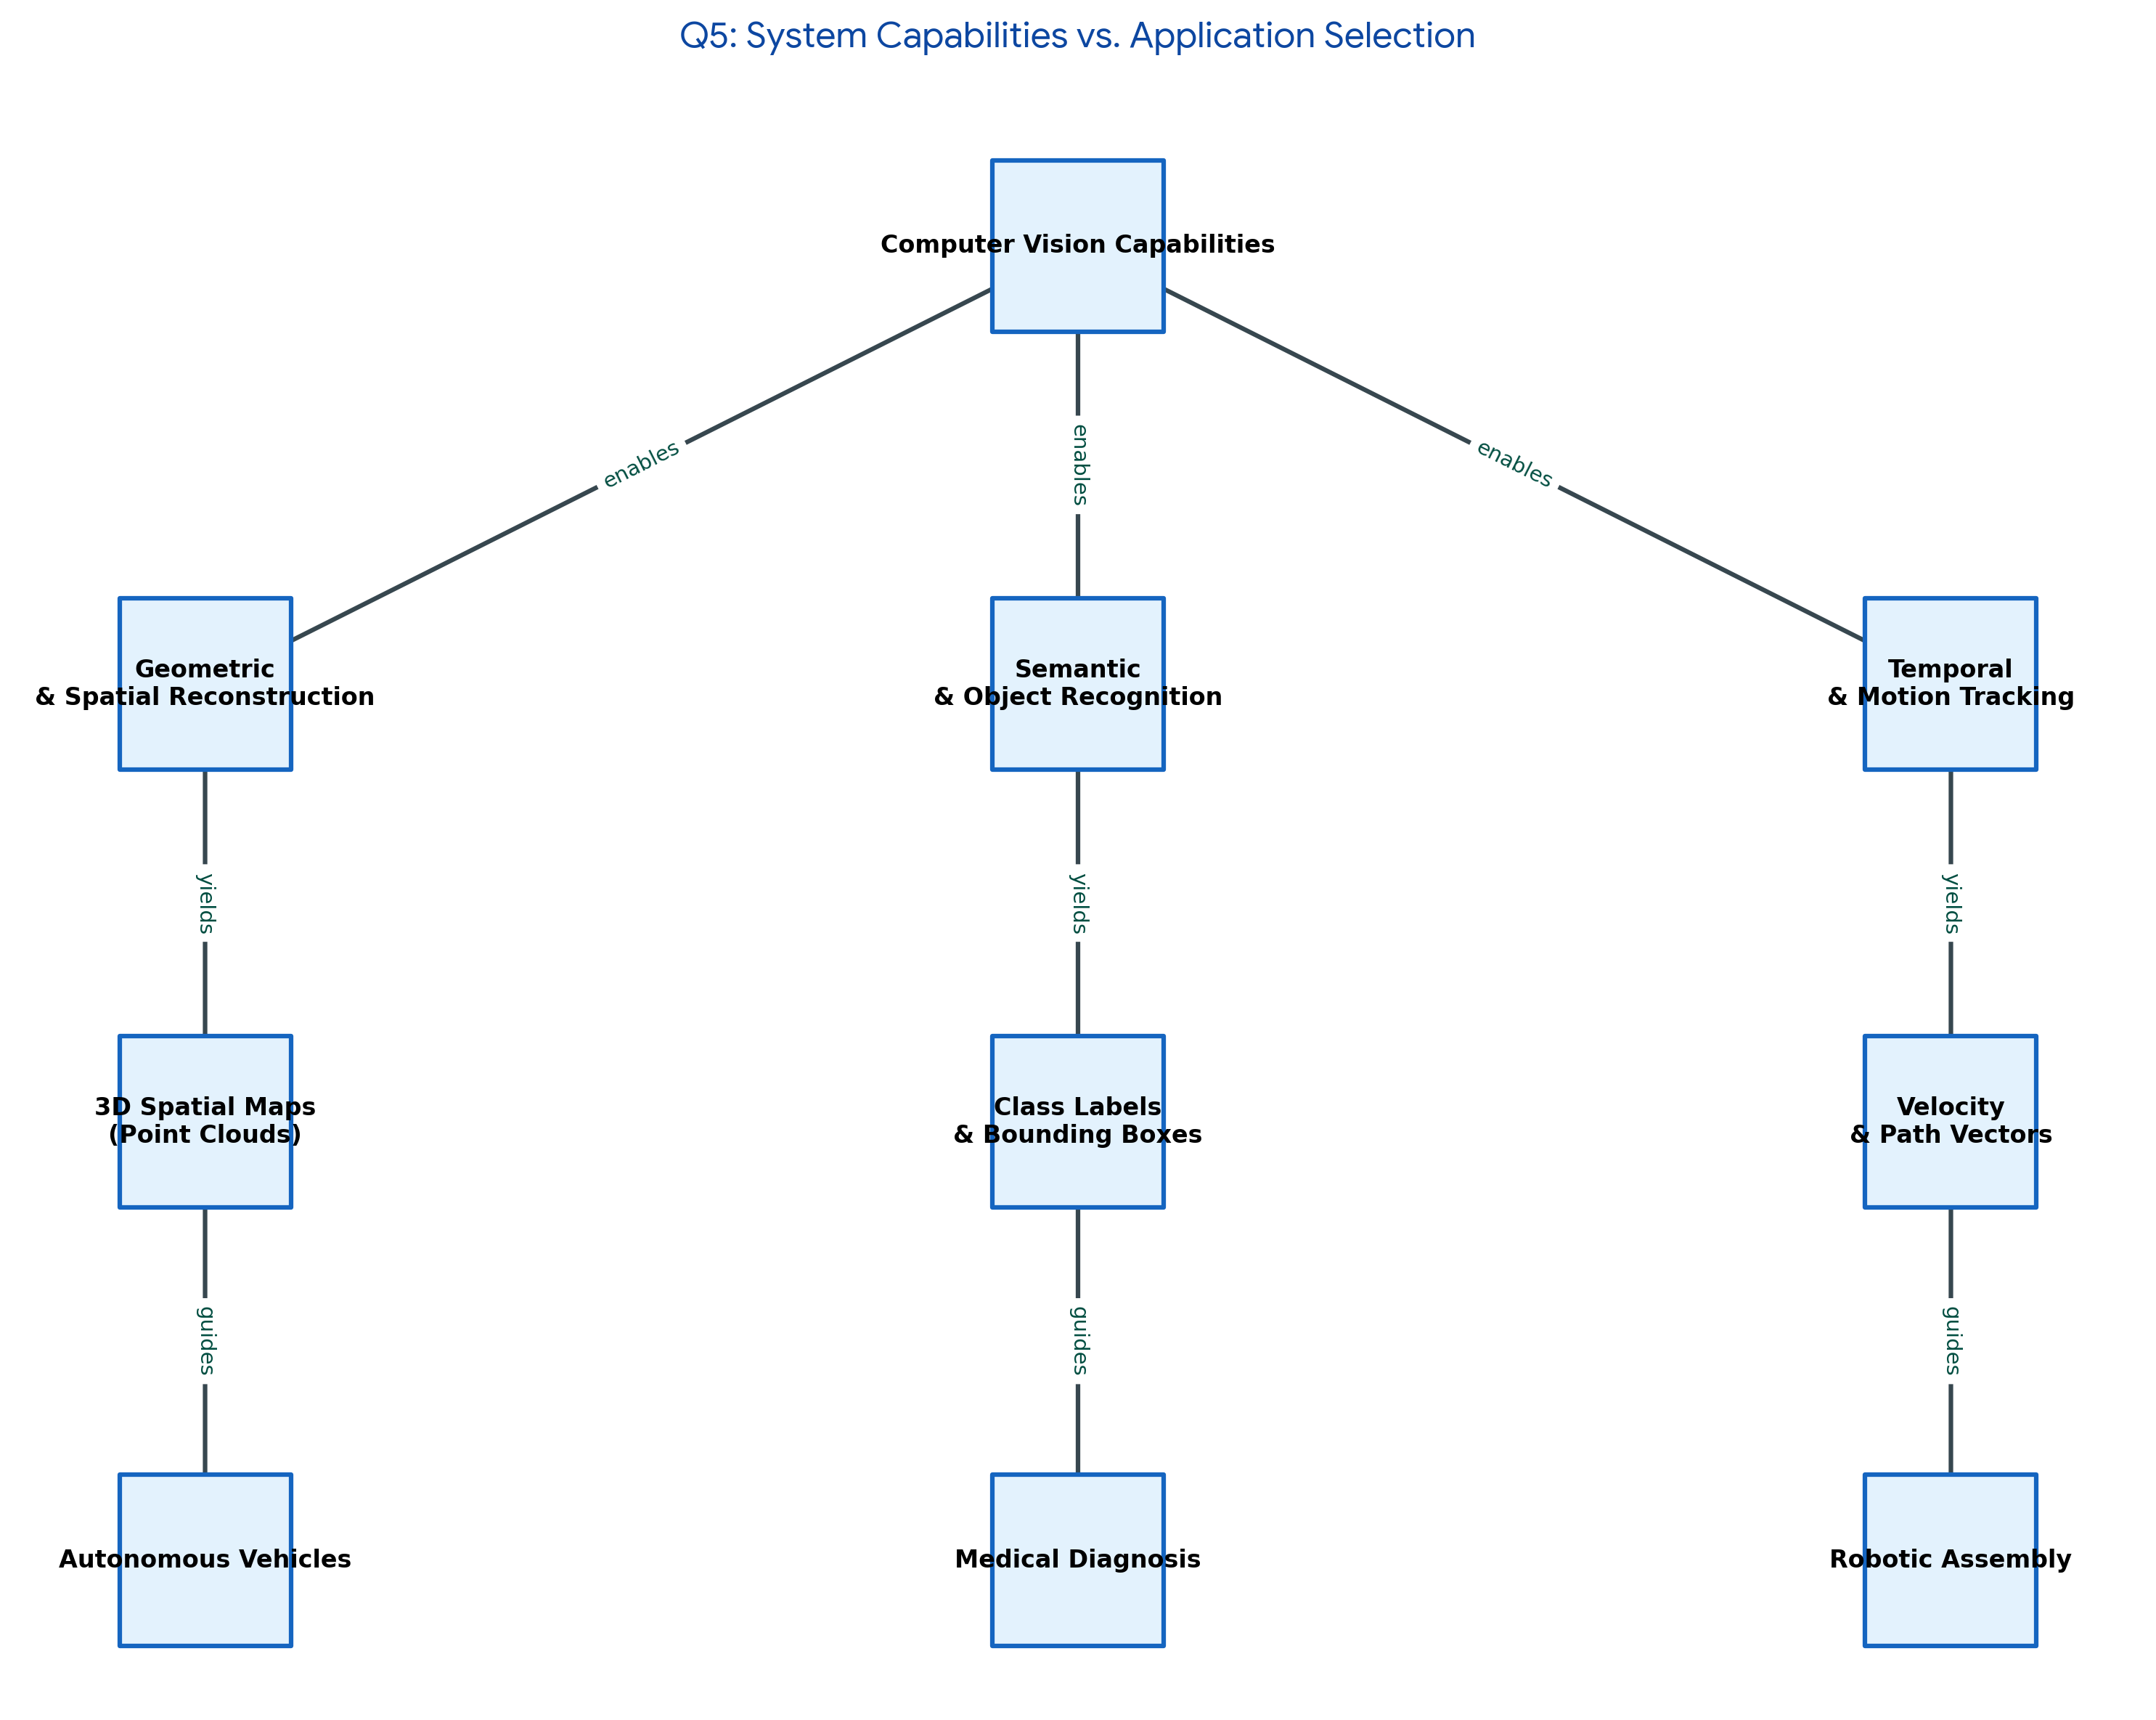 Q5: System Capabilities vs. Application Selection
Computer Vision Capabilities
enables
enables
enables
Geometric
& Spatial Reconstruction
Semantic
& Object Recognition
Temporal
& Motion Tracking
yields
yields
yields
3D Spatial Maps
(Point Clouds)
Class Labels
& Bounding Boxes
Velocity
& Path Vectors
guides
guides
guides
Autonomous Vehicles
Medical Diagnosis
Robotic Assembly